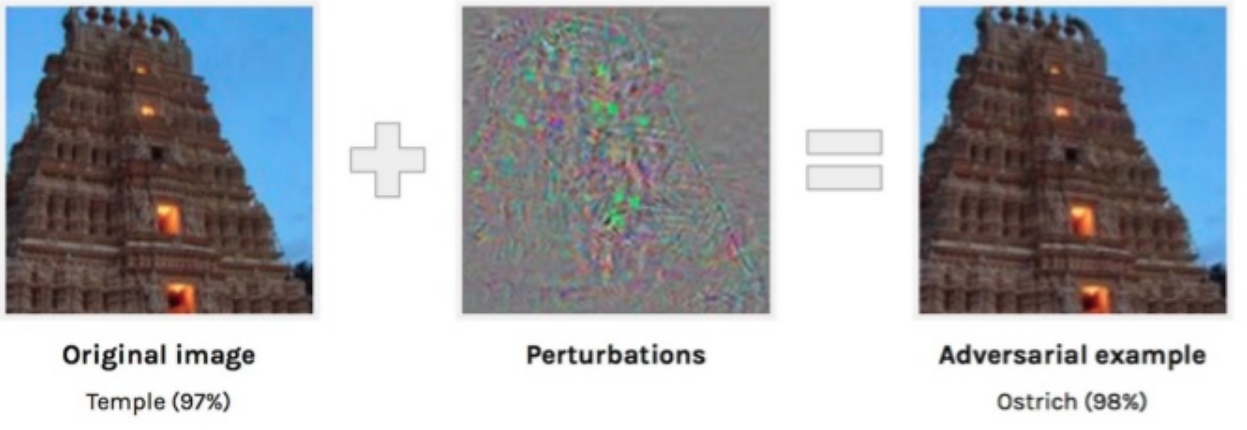 Original image
Temple (97%)
Perturbations
Adversarial example
Ostrich (98%)